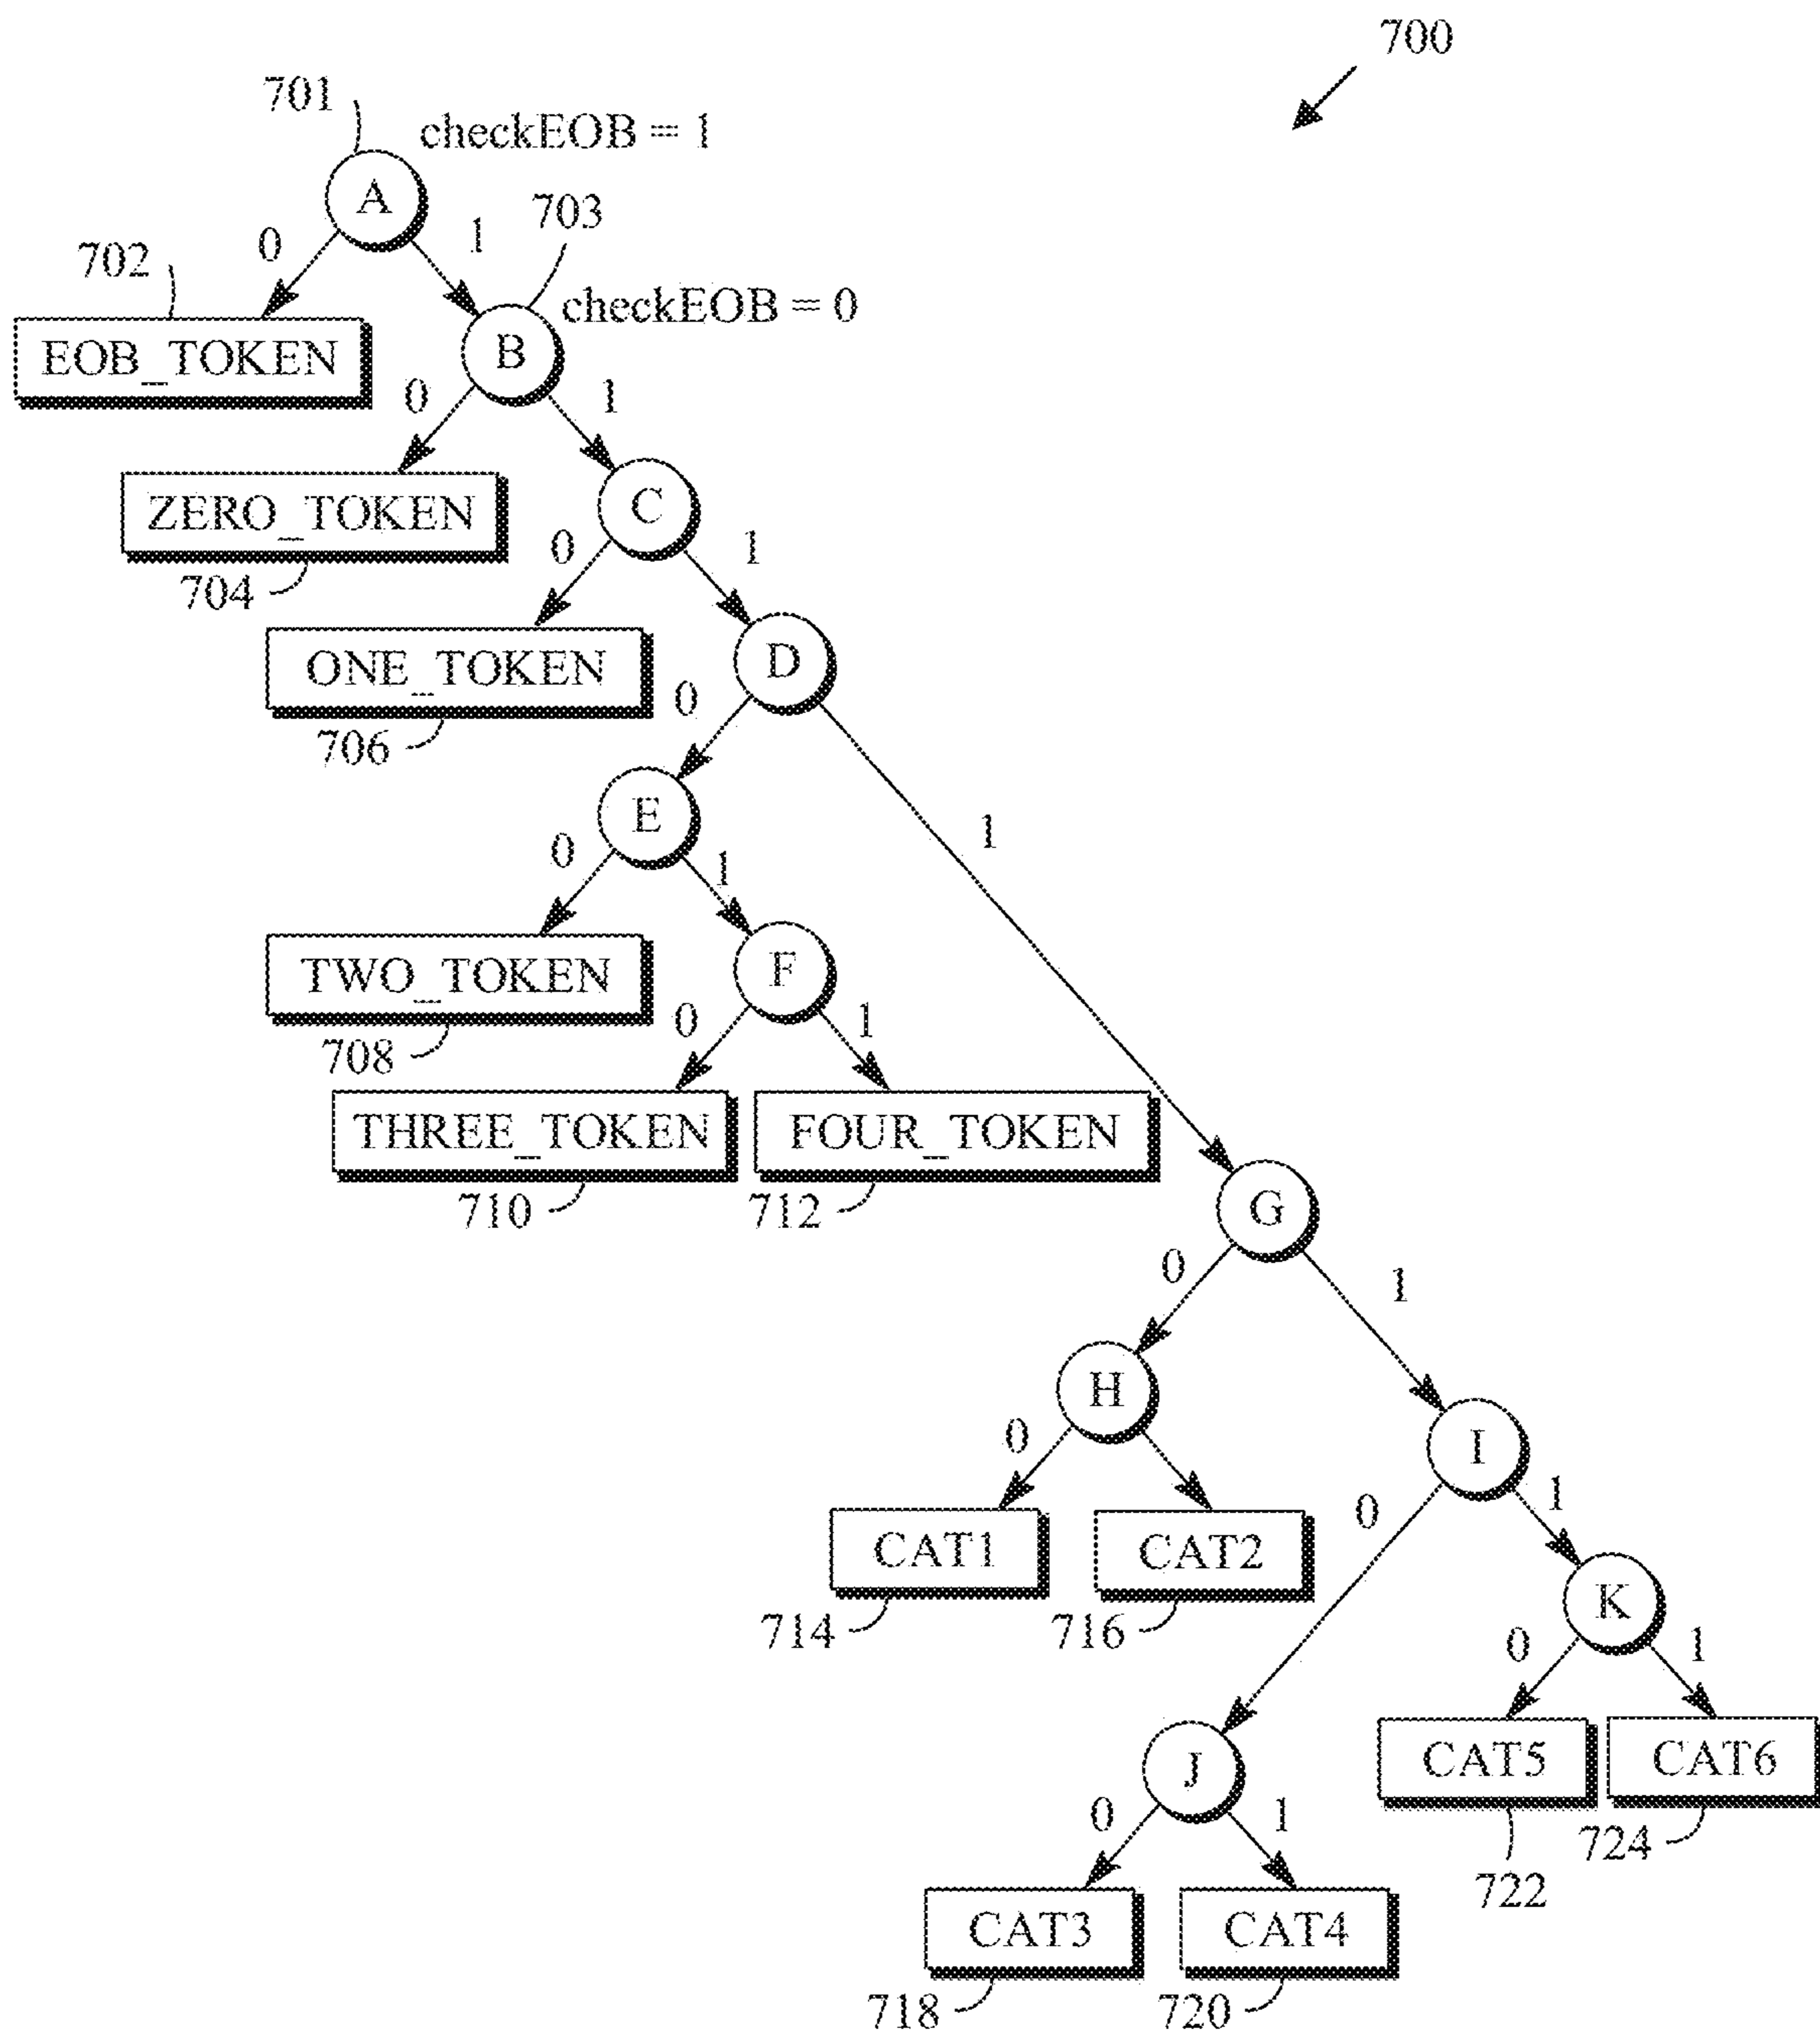 700
701
checkEOB = 1
A
703
0
1
702
checkEOB = 0
EOB_TOKEN
B
0
1
ZERO_TOKEN
C
704
0
1
ONE_TOKEN
D
706
0
1
E
0
1
TWO_TOKEN
F
708
0
1
THREE_TOKEN
FOUR_TOKEN
710
712
G
0
1
H
I
0
0
1
CAT1
CAT2
K
714
716
0
1
J
CAT5
CAT6
0
1
722
724
CAT3
CAT4
718
720